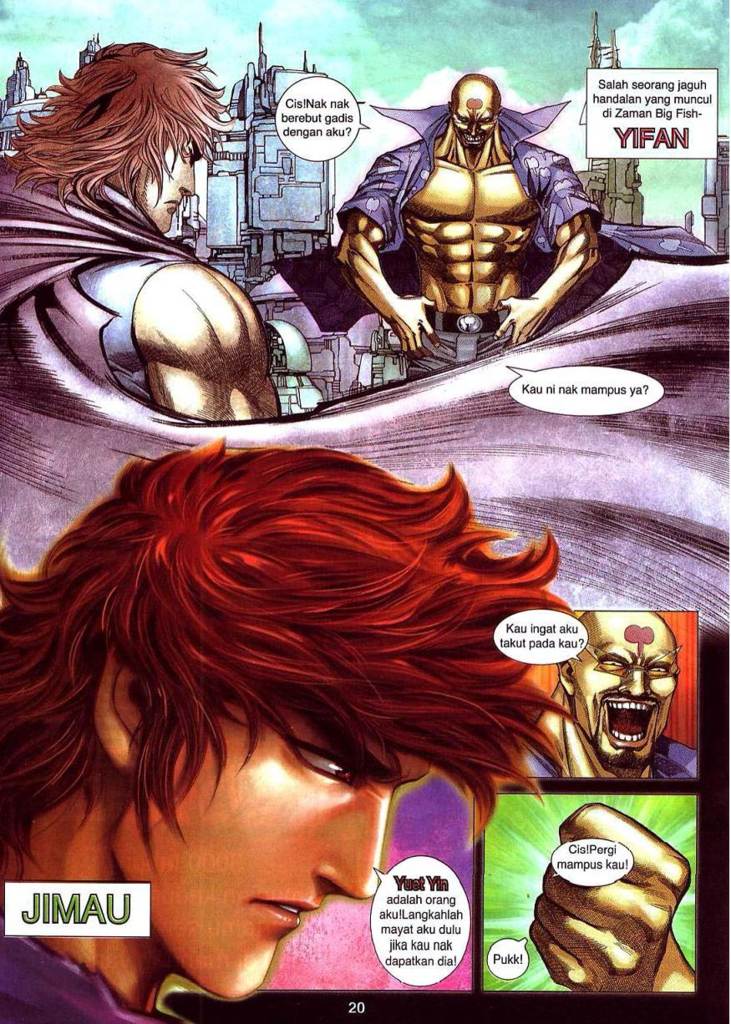 Cis!Nak nak
berebut gadis
dengan aku?
Salah seorang jaguh
handalan yang muncul
di Zaman Big Fish-
YIFAN
Kau ni nak mampus ya?
Kau ingat aku
takut pada kau?
JIMAU
Yuet Yin
adalah orang
aku!Langkahlah
mayat aku dulu
jika kau nak
dapatkan dia!
Cis!Pergi
mampus kau!
Pukk!
20